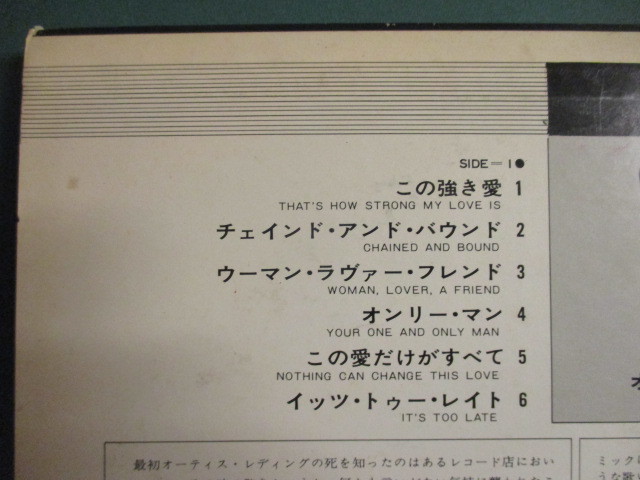 SIDE=1●
この強き愛 1
THAT'S HOW STRONG MY LOVE IS
チェインド・アンド・バウンド 2
CHAINED AND BOUND
ウーマン・ラヴァー・フレンド 3
WOMAN, LOVER, A FRIEND
オンリー・マン 4
YOUR ONE AND ONLY MAN
この愛だけがすべて 5
NOTHING CAN CHANGE THIS LOVE
イッツ・トゥー・レイト 6
IT'S TOO LATE
最初オーティス・レディングの死を知ったのはあるレコード店におい
ミック
うな歌